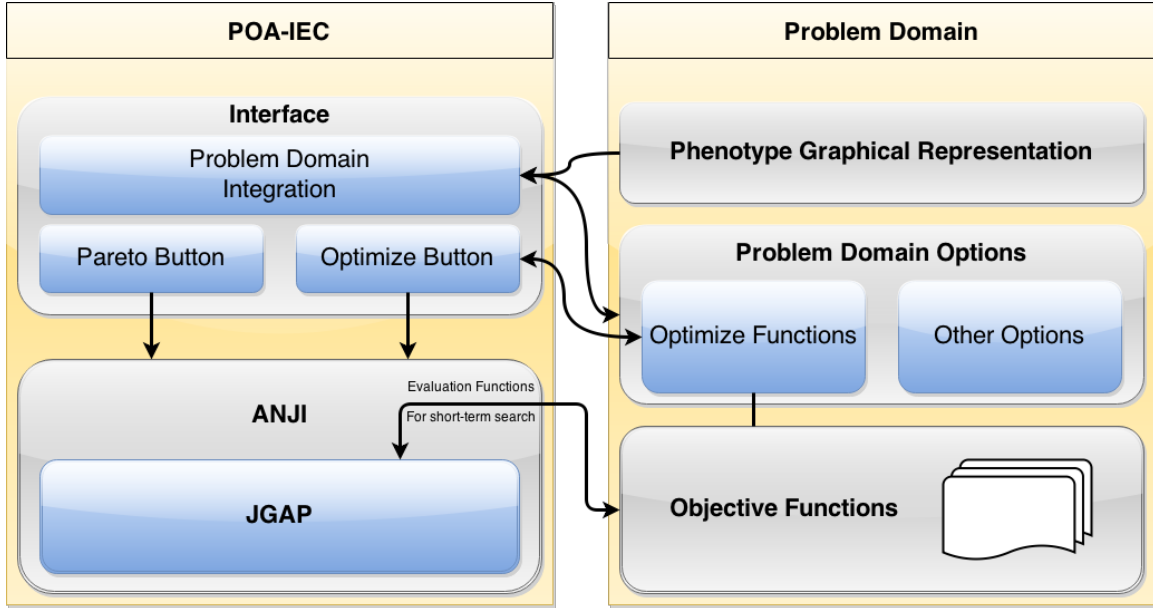 POA-IEC
Interface
Problem Domain
Integration
Pareto Button
Optimize Button
Evaluation Functions
For short-term search
ANJI
JGAP
Problem Domain
Phenotype Graphical Representation
Problem Domain Options
Optimize Functions
Other Options
Objective Functions